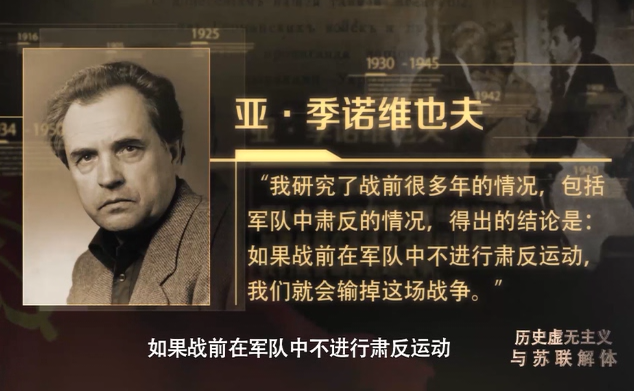 1916
1925
1930 - 1945
1942
1940
亚·季诺维也夫
“我研究了战前很多年的情况，包括
军队中肃反的情况，得出的结论是：
如果战前在军队中不进行肃反运动，
我们就会输掉这场战争。”
如果战前在军队中不进行肃反运动
历史虚无主义
与苏联解体